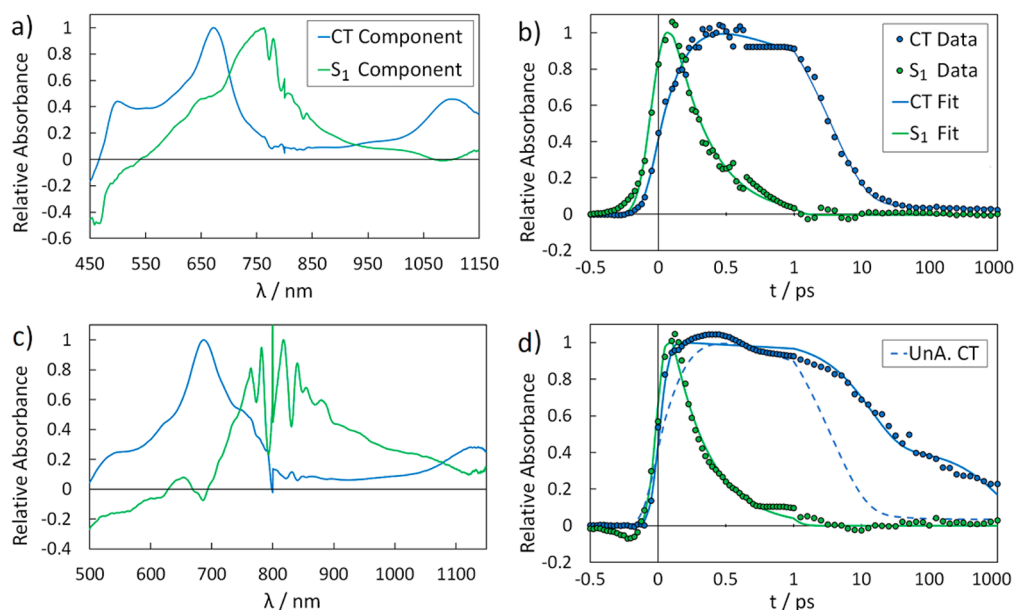 a)
CT Component
S₁ Component
Relative Absorbance
1
0.8
0.6
0.4
0.2
0
-0.2
-0.4
-0.6
450 550 650 750 850 950 1050 1150
λ / nm
b)
CT Data
S₁ Data
CT Fit
S₁ Fit
Relative Absorbance
1
0.8
0.6
0.4
0.2
0
-0.2
-0.5 0 0.5 1 10 100 1000
t / ps
c)
Relative Absorbance
1
0.8
0.6
0.4
0.2
0
-0.2
-0.4
500 600 700 800 900 1000 1100
λ / nm
d)
UnA. CT
Relative Absorbance
1
0.8
0.6
0.4
0.2
0
-0.2
-0.5 0 0.5 1 10 100 1000
t / ps